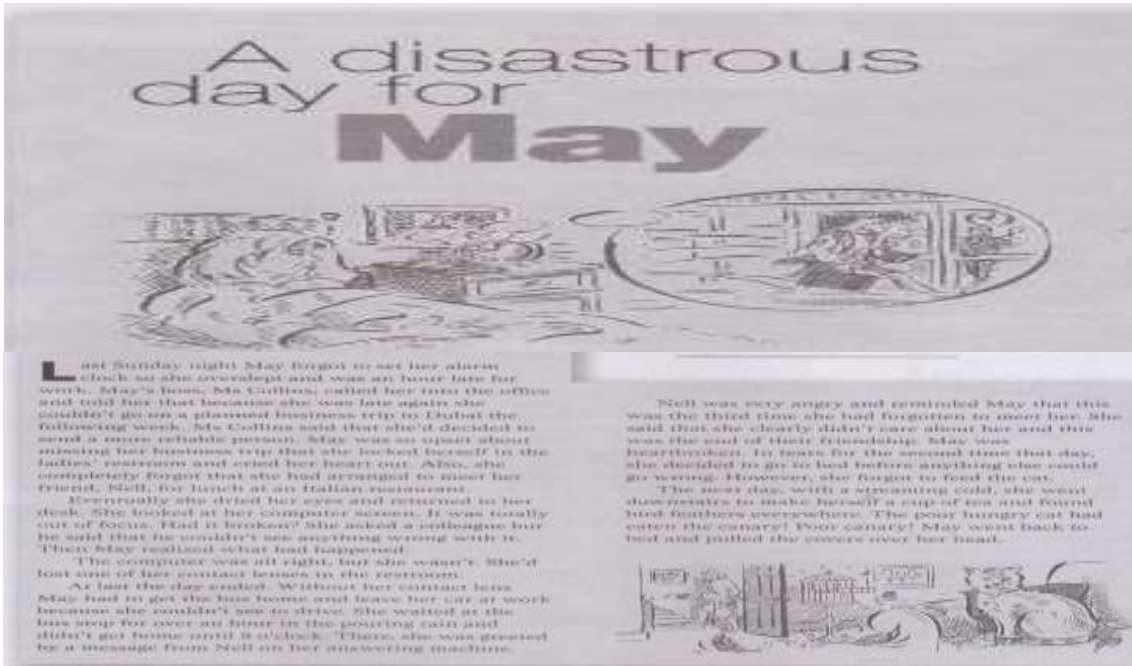 A disastrous
day for
May
Last Sunday night May forgot to set her alarm
clock so she overslept and was an hour late for
work. May's boss, Ms Collins, called her into the office
and told her that because she was late again she
couldn't go on a planned business trip to Dubai the
following week. Ms Collins said that she'd decided to
send a more reliable person. May was so upset about
missing her business trip that she locked herself in the
ladies' restroom and cried her heart out. Also, she
completely forgot that she had arranged to meet her
friend, Nell, for lunch at an Italian restaurant.
Eventually she dried her eyes and returned to her
desk. She looked at her computer screen. It was totally
out of focus. Had it broken? She asked a colleague but
he said that he couldn't see anything wrong with it.
Then May realized what had happened.
The computer was all right, but she wasn't. She'd
lost one of her contact lenses in the restroom.
At last the day ended. Without her contact lens
May had to get the bus home and leave her car at work
because she couldn't see to drive. She waited at the
bus stop for over an hour in the pouring rain and
didn't get home until 8 o'clock. There, she was greeted
by a message from Nell on her answering machine.
Nell was very angry and reminded May that this
was the third time she had forgotten to meet her. She
said that she clearly didn't care about her and this
was the end of their friendship. May was
heartbroken. In tears for the second time that day,
she decided to go to bed before anything else could
go wrong. However, she forgot to feed the cat.
The next day, with a streaming cold, she went
downstairs to make herself a cup of tea and found
bird feathers everywhere. The poor hungry cat had
eaten the canary! Poor canary! May went back to
bed and pulled the covers over her head.